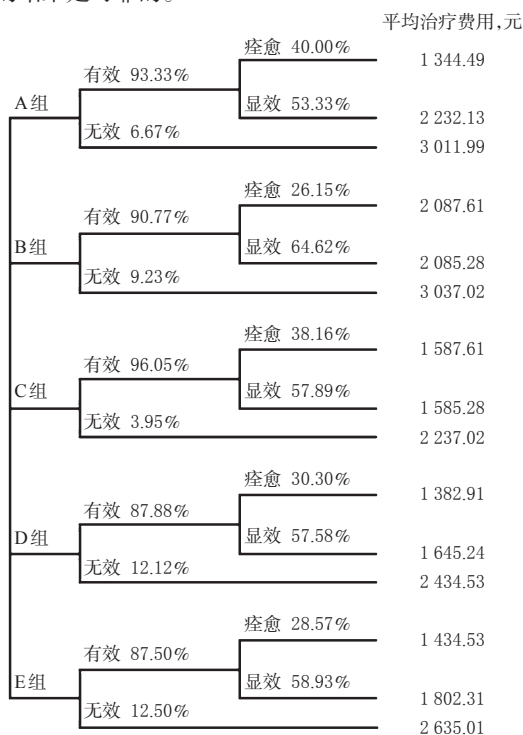 平均治疗费用,元
痊愈 40.00%
1 344.49
有效 93.33%
A组
显效 53.33%
2 232.13
无效 6.67%
3 011.99
痊愈 26.15%
2 087.61
有效 90.77%
B组
显效 64.62%
2 085.28
无效 9.23%
3 037.02
痊愈 38.16%
1 587.61
有效 96.05%
C组
显效 57.89%
1 585.28
无效 3.95%
2 237.02
痊愈 30.30%
1 382.91
有效 87.88%
D组
显效 57.58%
1 645.24
无效 12.12%
2 434.53
痊愈 28.57%
1 434.53
有效 87.50%
E组
显效 58.93%
1 802.31
无效 12.50%
2 635.01